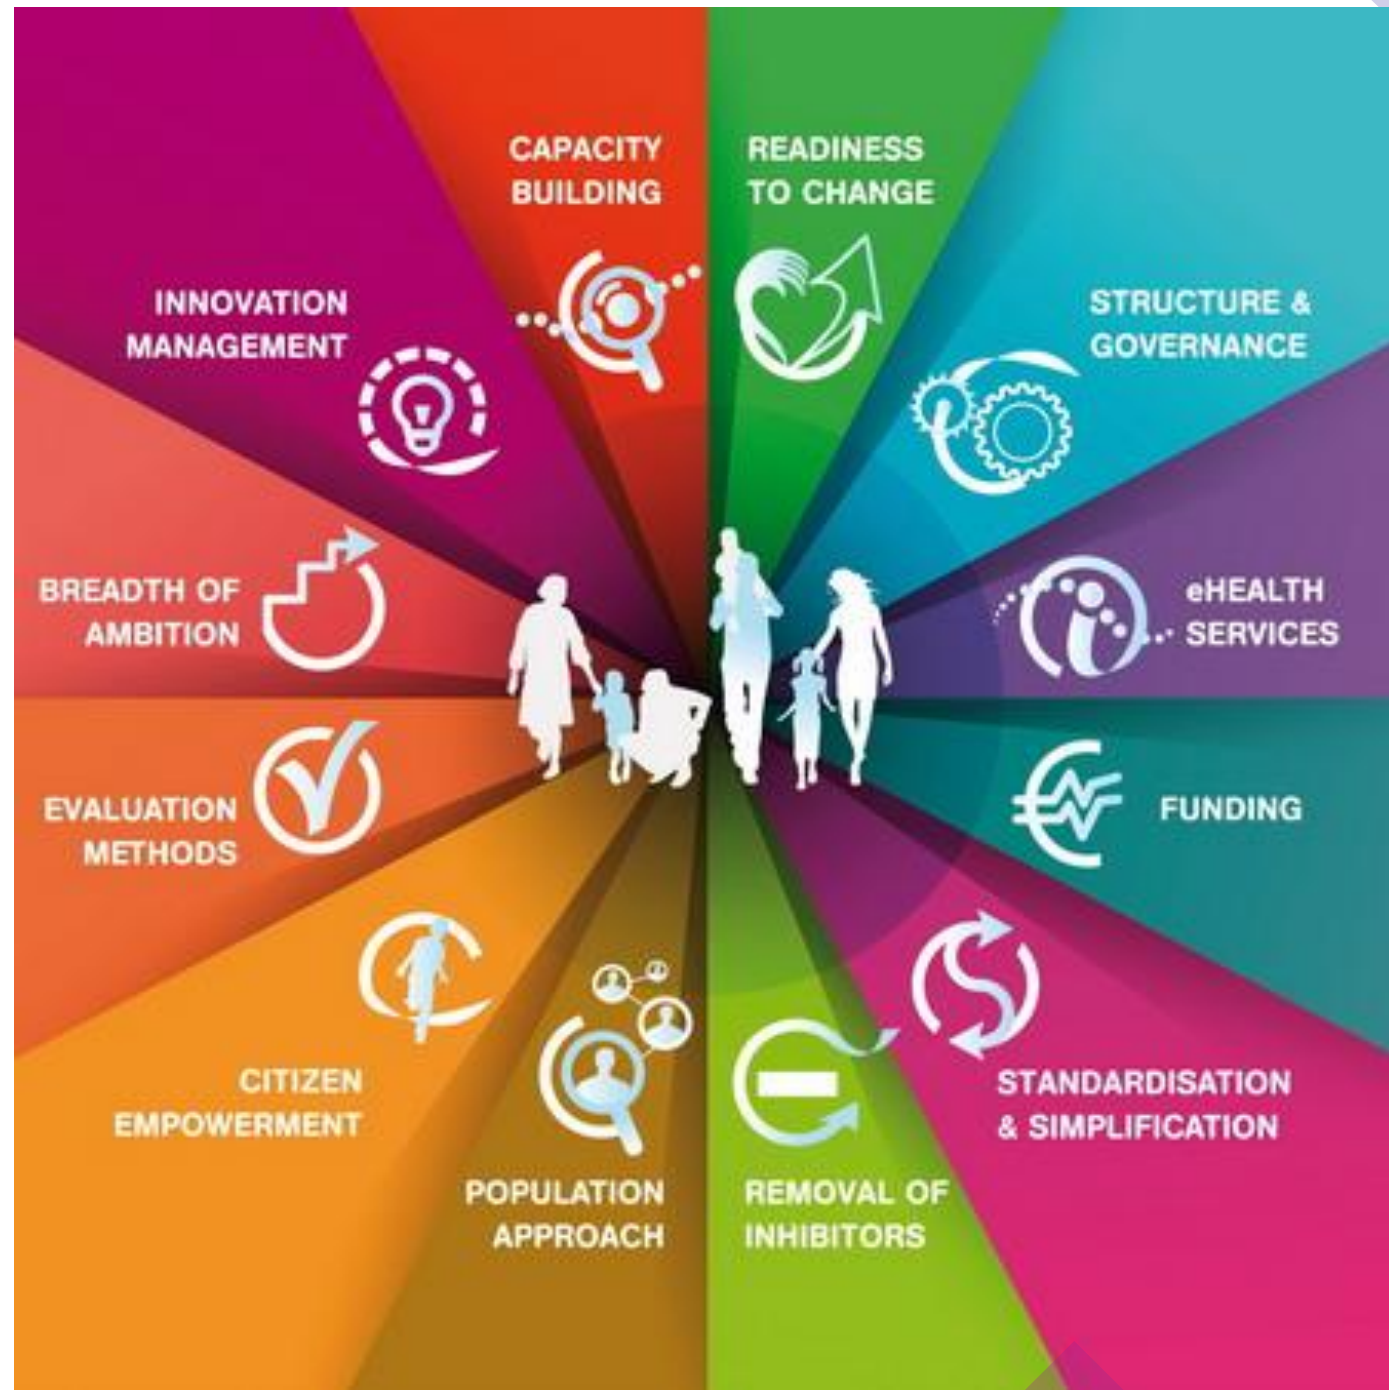 CAPACITY
BUILDING
READINESS
TO CHANGE
STRUCTURE &
GOVERNANCE
eHEALTH
SERVICES
FUNDING
STANDARDISATION
& SIMPLIFICATION
REMOVAL OF
INHIBITORS
POPULATION
APPROACH
CITIZEN
EMPOWERMENT
EVALUATION
METHODS
BREADTH OF
AMBITION
INNOVATION
MANAGEMENT